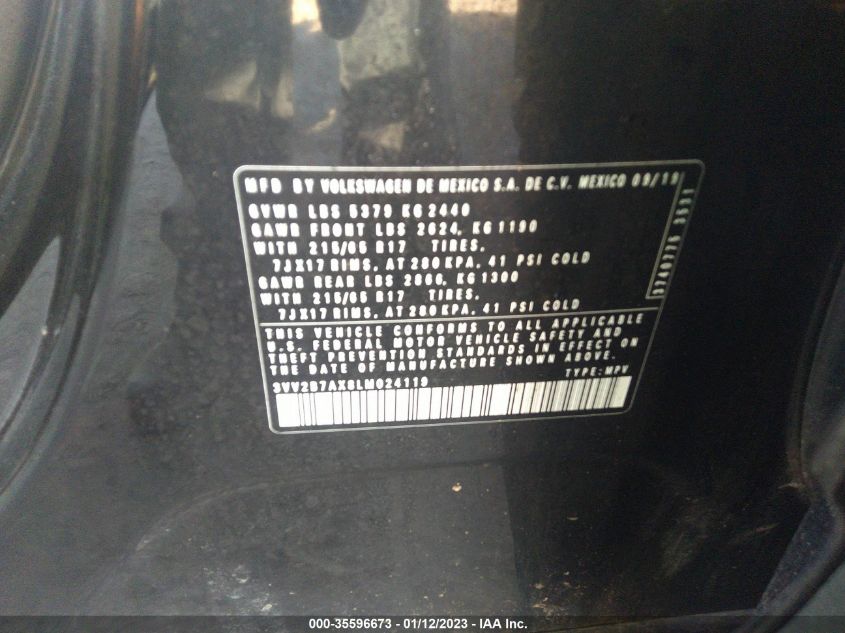 MFD BY VOLKSWAGEN DE MEXICO S.A. DE C.V. MEXICO 09/19
GVWR LBS 5379 KG 2440
GAWR FRONT LBS 2624, KG 1190
WITH 215/65 R17 TIRES,
7JX17 RIMS, AT 280 KPA, 41 PSI COLD
GAWR REAR LBS 2866, KG 1300
WITH 215/65 R17 TIRES,
7JX17 RIMS, AT 280 KPA, 41 PSI COLD
THIS VEHICLE CONFORMS TO ALL APPLICABLE
U.S. FEDERAL MOTOR VEHICLE SAFETY AND
THEFT PREVENTION STANDARDS IN EFFECT ON
THE DATE OF MANUFACTURE SHOWN ABOVE.
3VV2B7AX8LM024119 TYPE: MPV
000-35596673 - 01/12/2023 - IAA Inc.